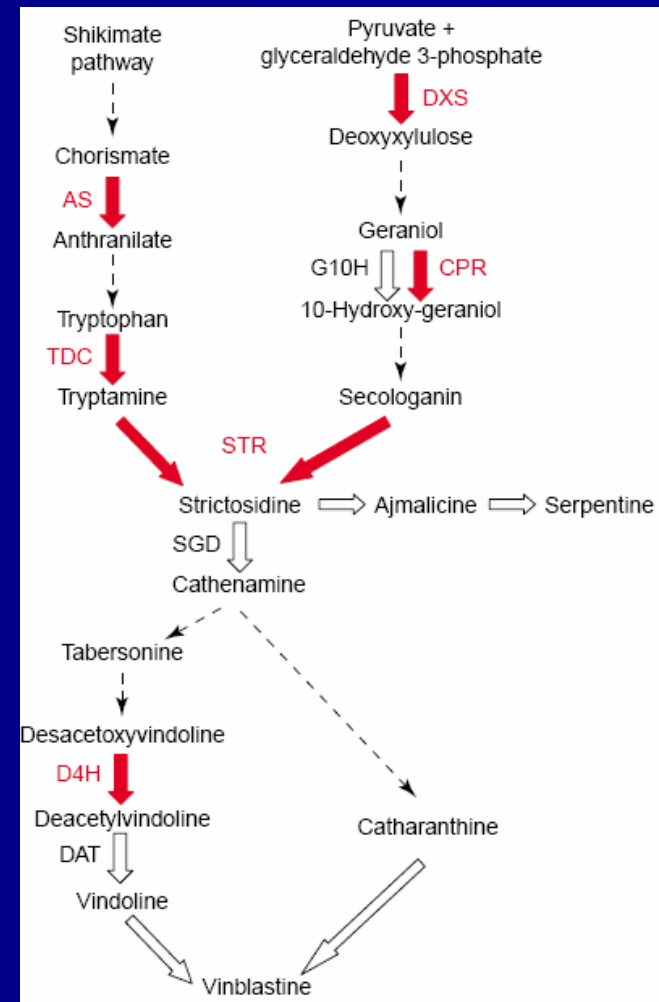 Shikimate
pathway
Pyruvate +
glyceraldehyde 3-phosphate
DXS
Deoxyxylulose
Chorismate
AS
Anthranilate
Geraniol
G10H
CPR
10-Hydroxy-geraniol
Tryptophan
TDC
Tryptamine
Secologanin
STR
Strictosidine
Ajmalicine
Serpentine
SGD
Cathenamine
Tabersonine
Desacetoxyvindoline
D4H
Deacetylvindoline
Catharanthine
DAT
Vindoline
Vinblastine